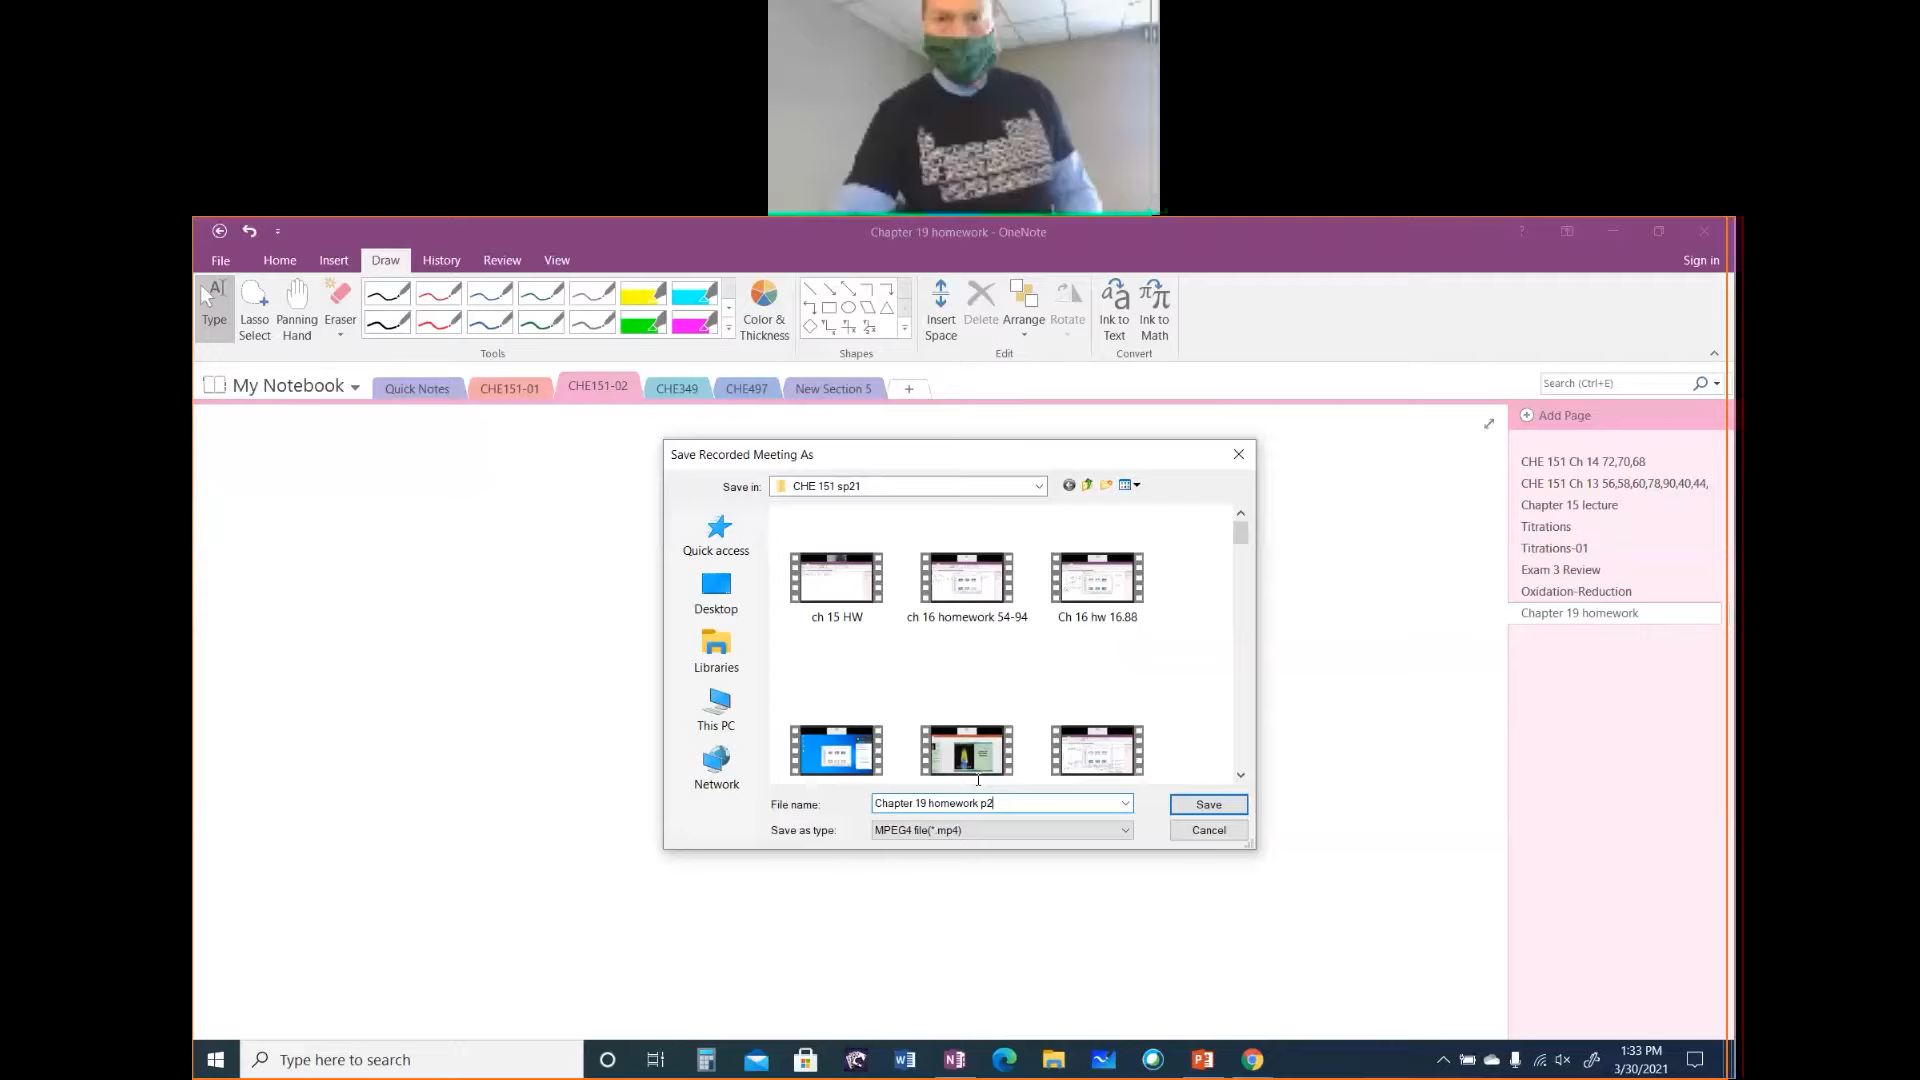 Chapter 19 homework - OneNote
File Home Insert Draw History Review View Sign in
Type
Lasso Select
Panning Hand
Eraser
Color & Thickness
Insert Space
Delete
Arrange
Rotate
Ink to Text
Ink to Math
Tools Shapes Edit Convert
My Notebook Quick Notes CHE151-01 CHE151-02 CHE349 CHE497 New Section 5 Search (Ctrl+E)
Add Page
CHE 151 Ch 14 72,70,68
CHE 151 Ch 13 56,58,60,78,90,40,44,
Chapter 15 lecture
Titrations
Titrations-01
Exam 3 Review
Oxidation-Reduction
Chapter 19 homework
Save Recorded Meeting As
Save in: CHE 151 sp21
Quick access
Desktop
Libraries
This PC
Network
ch 15 HW ch 16 homework 54-94 Ch 16 hw 16.88
File name: Chapter 19 homework p2 Save
Save as type: MPEG4 file(*.mp4) Cancel
Type here to search
1:33 PM
3/30/2021